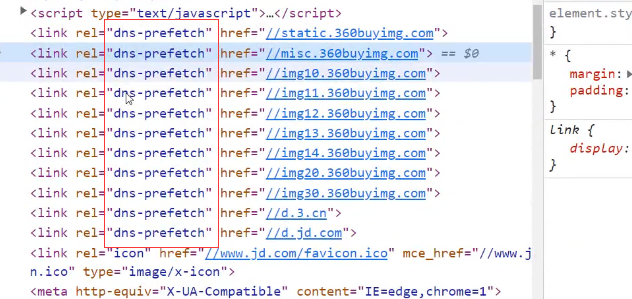 ▶<script type="text/javascript">…</script>
<link rel="dns-prefetch" href="//static.360buyimg.com">
<link rel="dns-prefetch" href="//misc.360buyimg.com"> == $0
<link rel="dns-prefetch" href="//img10.360buyimg.com">
<link rel="dns-prefetch" href="//img11.360buyimg.com">
<link rel="dns-prefetch" href="//img12.360buyimg.com">
<link rel="dns-prefetch" href="//img13.360buyimg.com">
<link rel="dns-prefetch" href="//img14.360buyimg.com">
<link rel="dns-prefetch" href="//img20.360buyimg.com">
<link rel="dns-prefetch" href="//img30.360buyimg.com">
<link rel="dns-prefetch" href="//d.3.cn">
<link rel="dns-prefetch" href="//d.jd.com">
<link rel="icon" href="//www.jd.com/favicon.ico" mce_href="//www.j
n.ico" type="image/x-icon">
<meta http-equiv="X-UA-Compatible" content="IE=edge,chrome=1">
element.sty
}
* {
margin:
padding:
}
link {
display:
}